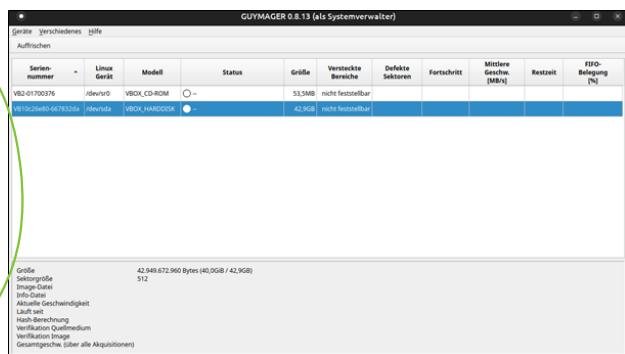 GUYMAGER 0.8.13 (als Systemverwalter)
Geräte Verschiedenes Hilfe
Auffrischen
Serien-nummer Linux Gerät Modell Status Größe Versteckte Bereiche Defekte Sektoren Fortschritt Mittlere Geschw. [MB/s] Restzeit FIFO-Belegung [%]
VB2-01700376 /dev/sr0 VBOX_CD-ROM – 53,5MB nicht feststellbar
VB10c26e80-667832da /dev/sda VBOX_HARDDISK – 42,9GB nicht feststellbar
Größe 42.949.672.960 Bytes (40,0GiB / 42,9GB)
Sektorgröße 512
Image-Datei
Info-Datei
Aktuelle Geschwindigkeit
Läuft seit
Hash-Berechnung
Verifikation Quellmedium
Verifikation Image
Gesamtgeschw. (über alle Akquisitionen)